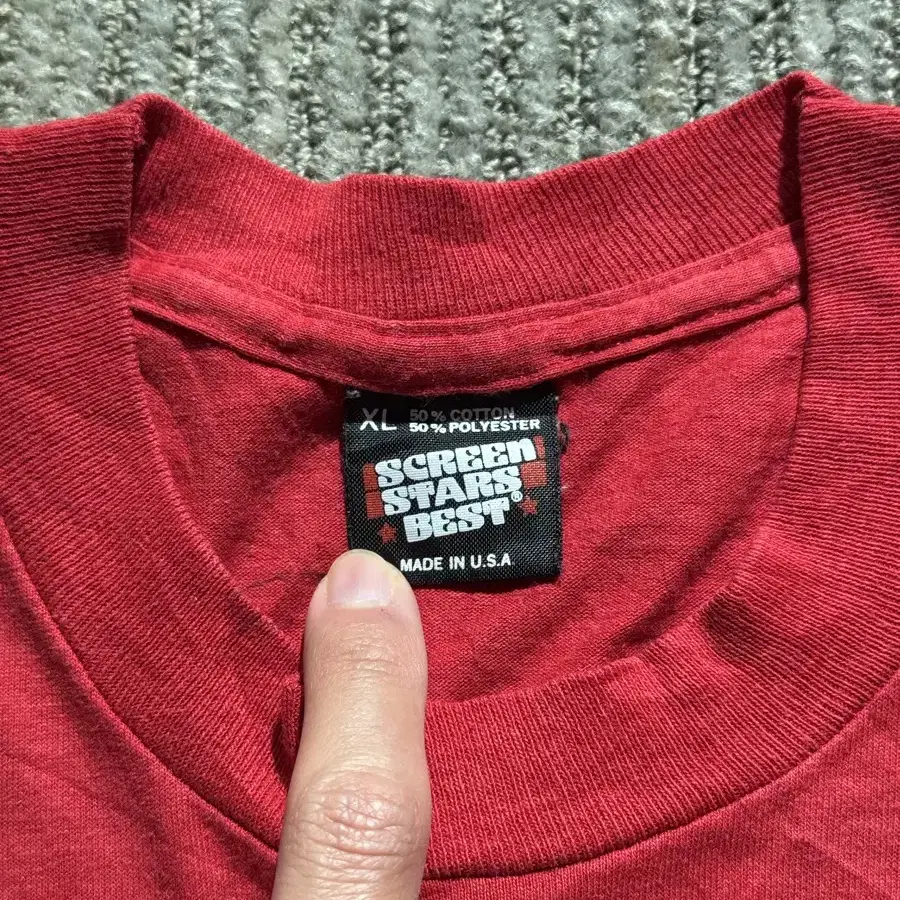 XL 50% COTTON
50% POLYESTER
SCREEN
STARS
BEST®
MADE IN U.S.A